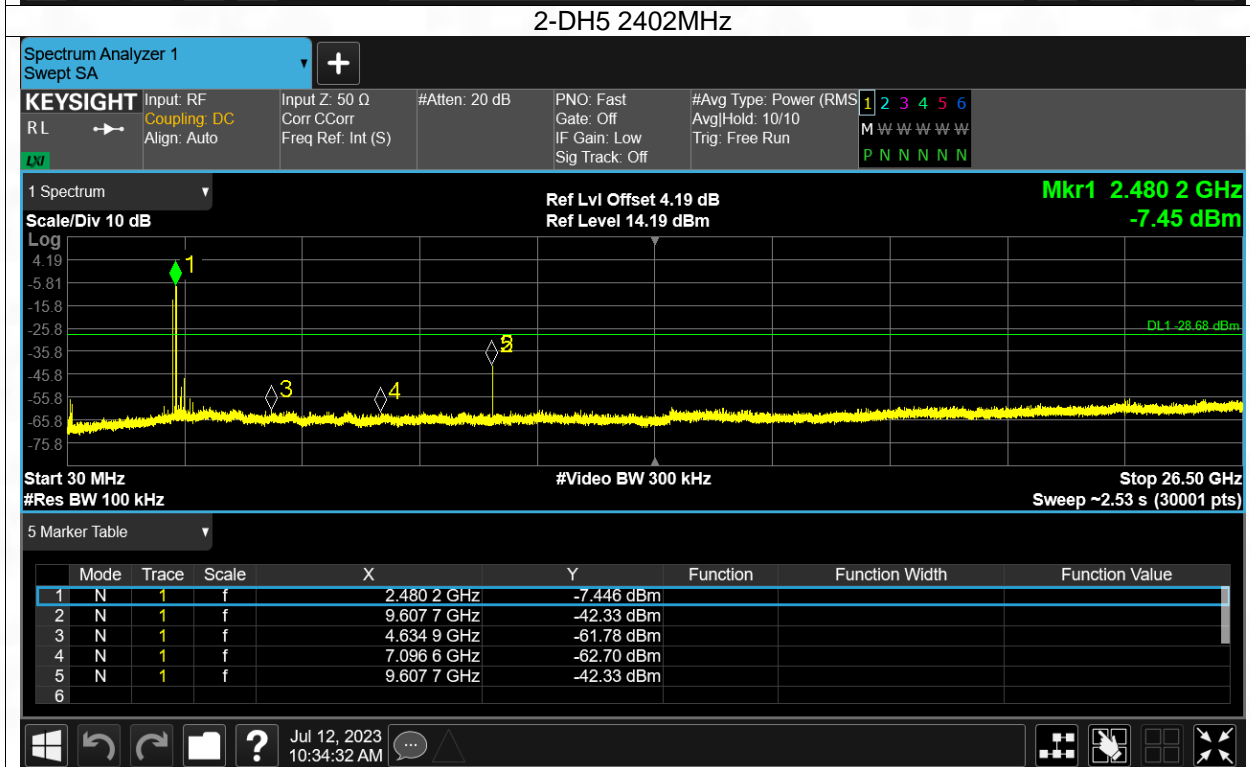 2-DH5 2402MHz
Spectrum Analyzer 1
Swept SA
KEYSIGHT Input: RF Input Z: 50 Ω #Atten: 20 dB PNO: Fast #Avg Type: Power (RMS 1 2 3 4 5 6
RL Coupling: DC Corr CCorr Gate: Off Avg|Hold: 10/10 M W W W W W
Align: Auto Freq Ref: Int (S) IF Gain: Low Trig: Free Run
LXI Sig Track: Off P N N N N N
1 Spectrum Ref Lvl Offset 4.19 dB Mkr1 2.480 2 GHz
Scale/Div 10 dB Ref Level 14.19 dBm -7.45 dBm
Log
4.19 1
-5.81
-15.8
-25.8 DL1 -28.68 dBm
-35.8
-45.8 3
-55.8 4
-65.8
-75.8
Start 30 MHz #Video BW 300 kHz Stop 26.50 GHz
#Res BW 100 kHz Sweep ~2.53 s (30001 pts)
5 Marker Table
Mode Trace Scale X Y Function Function Width Function Value
1 N 1 f 2.480 2 GHz -7.446 dBm
2 N 1 f 9.607 7 GHz -42.33 dBm
3 N 1 f 4.634 9 GHz -61.78 dBm
4 N 1 f 7.096 6 GHz -62.70 dBm
5 N 1 f 9.607 7 GHz -42.33 dBm
6
? Jul 12, 2023
10:34:32 AM